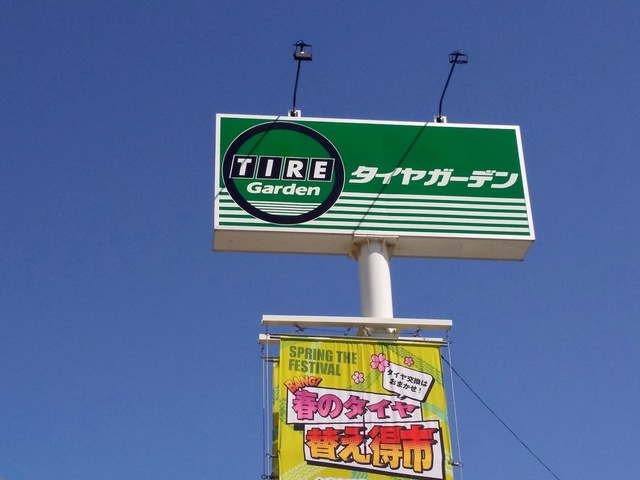 TIRE
Garden
タイヤガーデン
SPRING THE
FESTIVAL
BANG!
タイヤ交換は
おまかせ!
春のタイヤ
替え得市